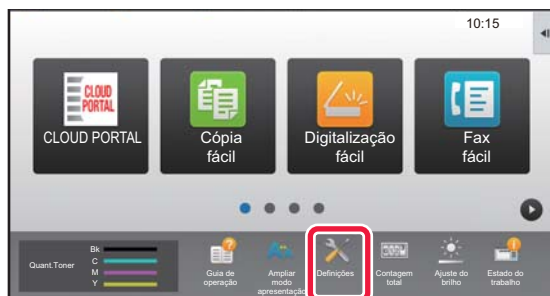 10:15
CLOUD
PORTAL
CLOUD PORTAL
Cópia
fácil
Digitalização
fácil
Fax
fácil
Quant.Toner
Bk
C
M
Y
Guia de
operação
Ampliar
modo
apresentação
Definições
Contagem
total
Ajuste do
brilho
Estado do
trabalho